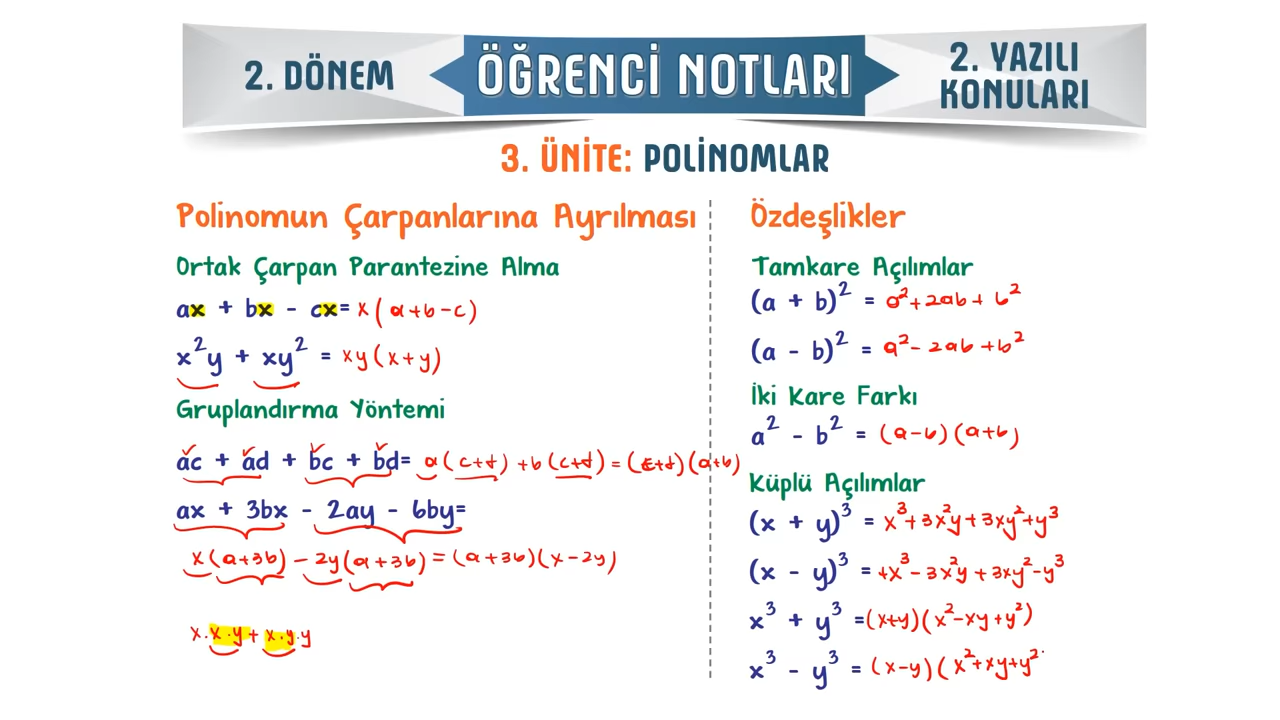 2. DÖNEM
ÖĞRENCİ NOTLARI
2. YAZILI
KONULARI
3. ÜNİTE: POLİNOMLAR
Polinomun Çarpanlarına Ayrılması
Ortak Çarpan Parantezine Alma
ax + bx - cx= x(a+b-c)
x²y + xy² = xy(x+y)
Gruplandırma Yöntemi
ac + ad + bc + bd= a(c+d)+b(c+d)=(c+d)(a+b)
ax + 3bx - 2ay - 6by=
x(a+3b)-2y(a+3b)=(a+3b)(x-2y)
x.x.y+x.y.y
Özdeşlikler
Tamkare Açılımlar
(a + b)² = a²+2ab+b²
(a - b)² = a²-2ab+b²
İki Kare Farkı
a² - b² = (a-b)(a+b)
Küplü Açılımlar
(x + y)³ = x³+3x²y+3xy²+y³
(x - y)³ = +x³-3x²y+3xy²-y³
x³ + y³ =(x+y)(x²-xy+y²)
x³ - y³ = (x-y)(x²+xy+y²